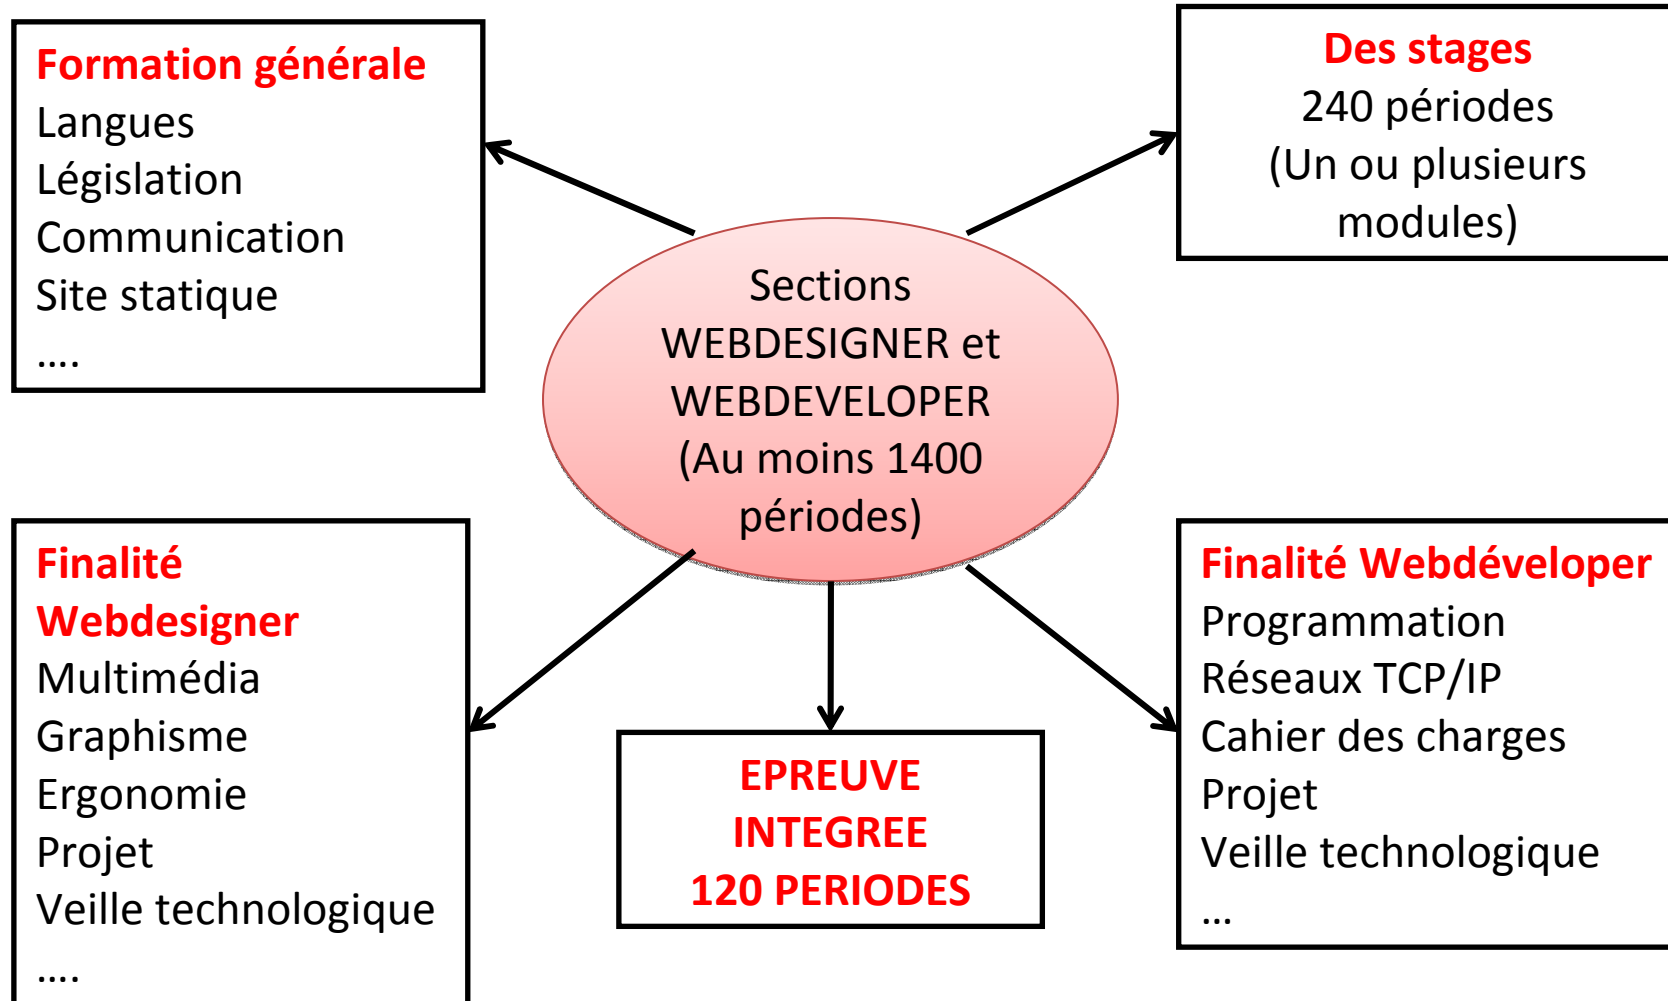 Formation générale
Langues
Législation
Communication
Site statique
....
Des stages
240 périodes
(Un ou plusieurs
modules)
Sections
WEBDESIGNER et
WEBDEVELOPER
(Au moins 1400
périodes)
Finalité
Webdesigner
Multimédia
Graphisme
Ergonomie
Projet
Veille technologique
....
EPREUVE
INTEGREE
120 PERIODES
Finalité Webdéveloper
Programmation
Réseaux TCP/IP
Cahier des charges
Projet
Veille technologique
...